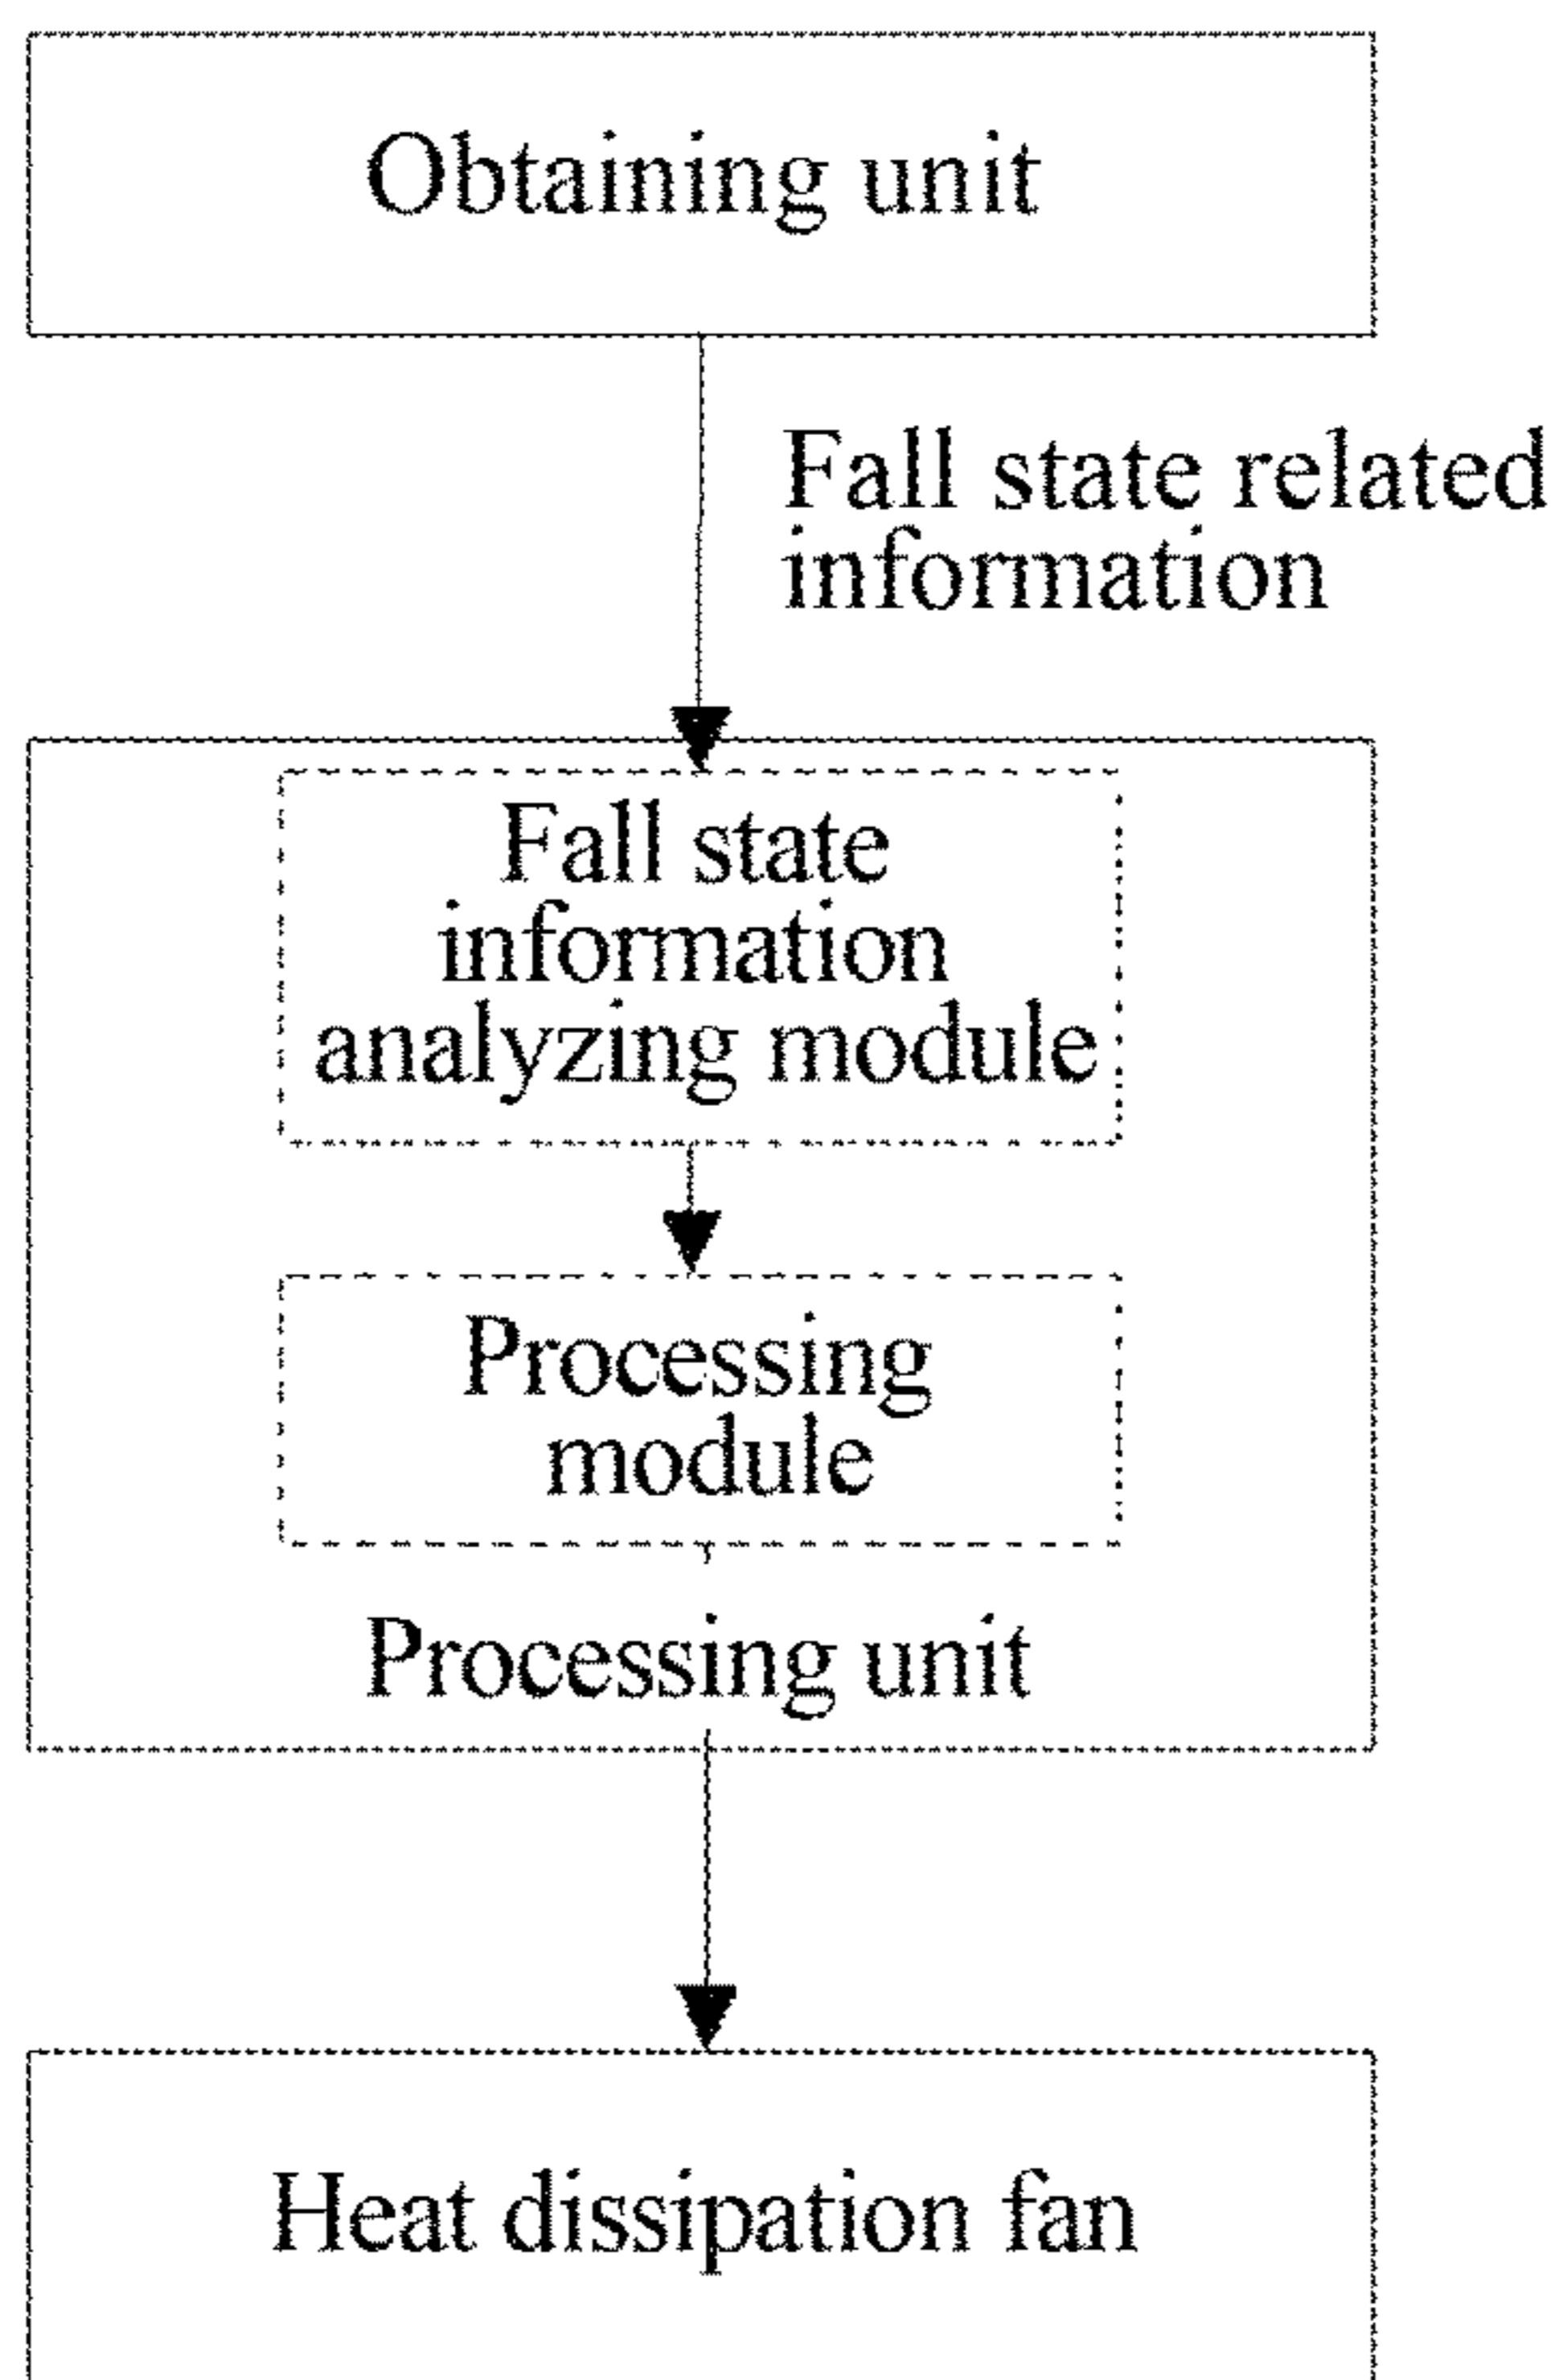 Obtaining unit
Fall state related
information
Fall state
information
analyzing module
Processing
module
Processing unit
Heat dissipation fan